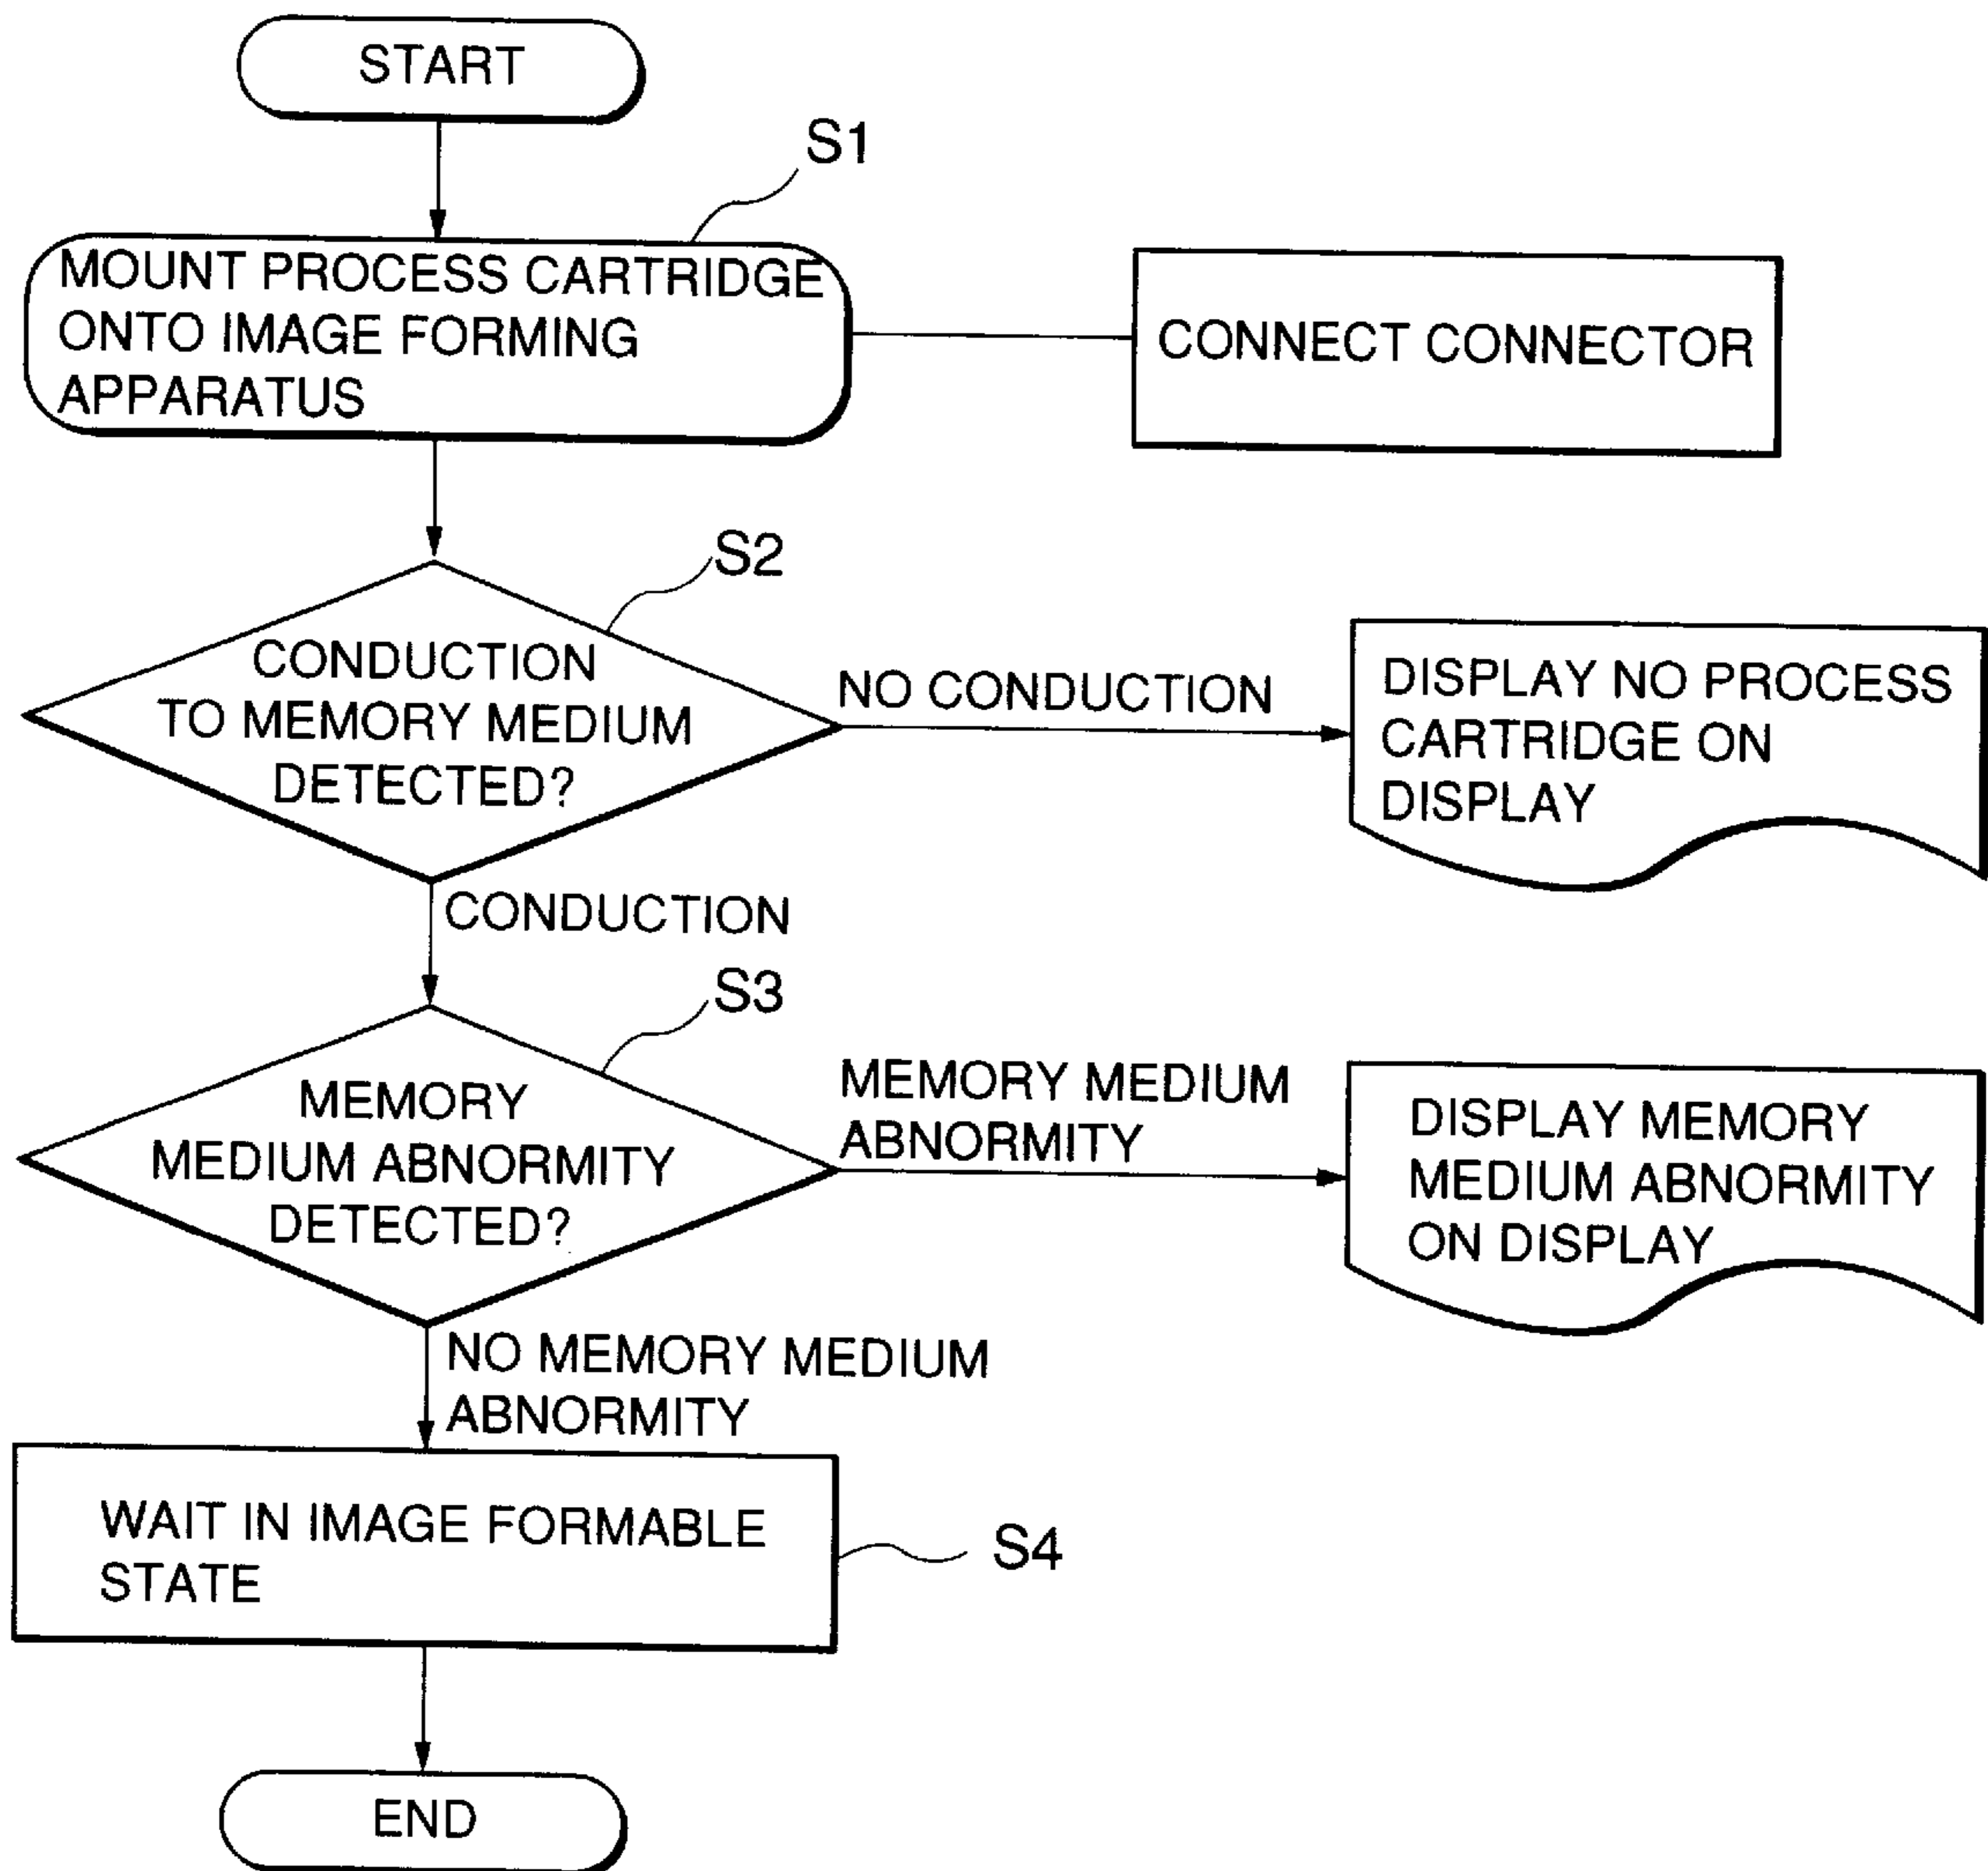 START
S1
MOUNT PROCESS CARTRIDGE
ONTO IMAGE FORMING
APPARATUS
CONNECT CONNECTOR
S2
CONDUCTION
TO MEMORY MEDIUM
DETECTED?
NO CONDUCTION
DISPLAY NO PROCESS
CARTRIDGE ON
DISPLAY
CONDUCTION
S3
MEMORY
MEDIUM ABNORMITY
DETECTED?
MEMORY MEDIUM
ABNORMITY
DISPLAY MEMORY
MEDIUM ABNORMITY
ON DISPLAY
NO MEMORY MEDIUM
ABNORMITY
WAIT IN IMAGE FORMABLE
STATE
S4
END